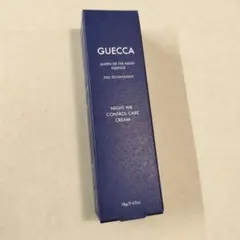 GUECCA
QUEEN OF THE NIGHT
ESSENCE
NIGHT WR
CONTROL CARE
CREAM